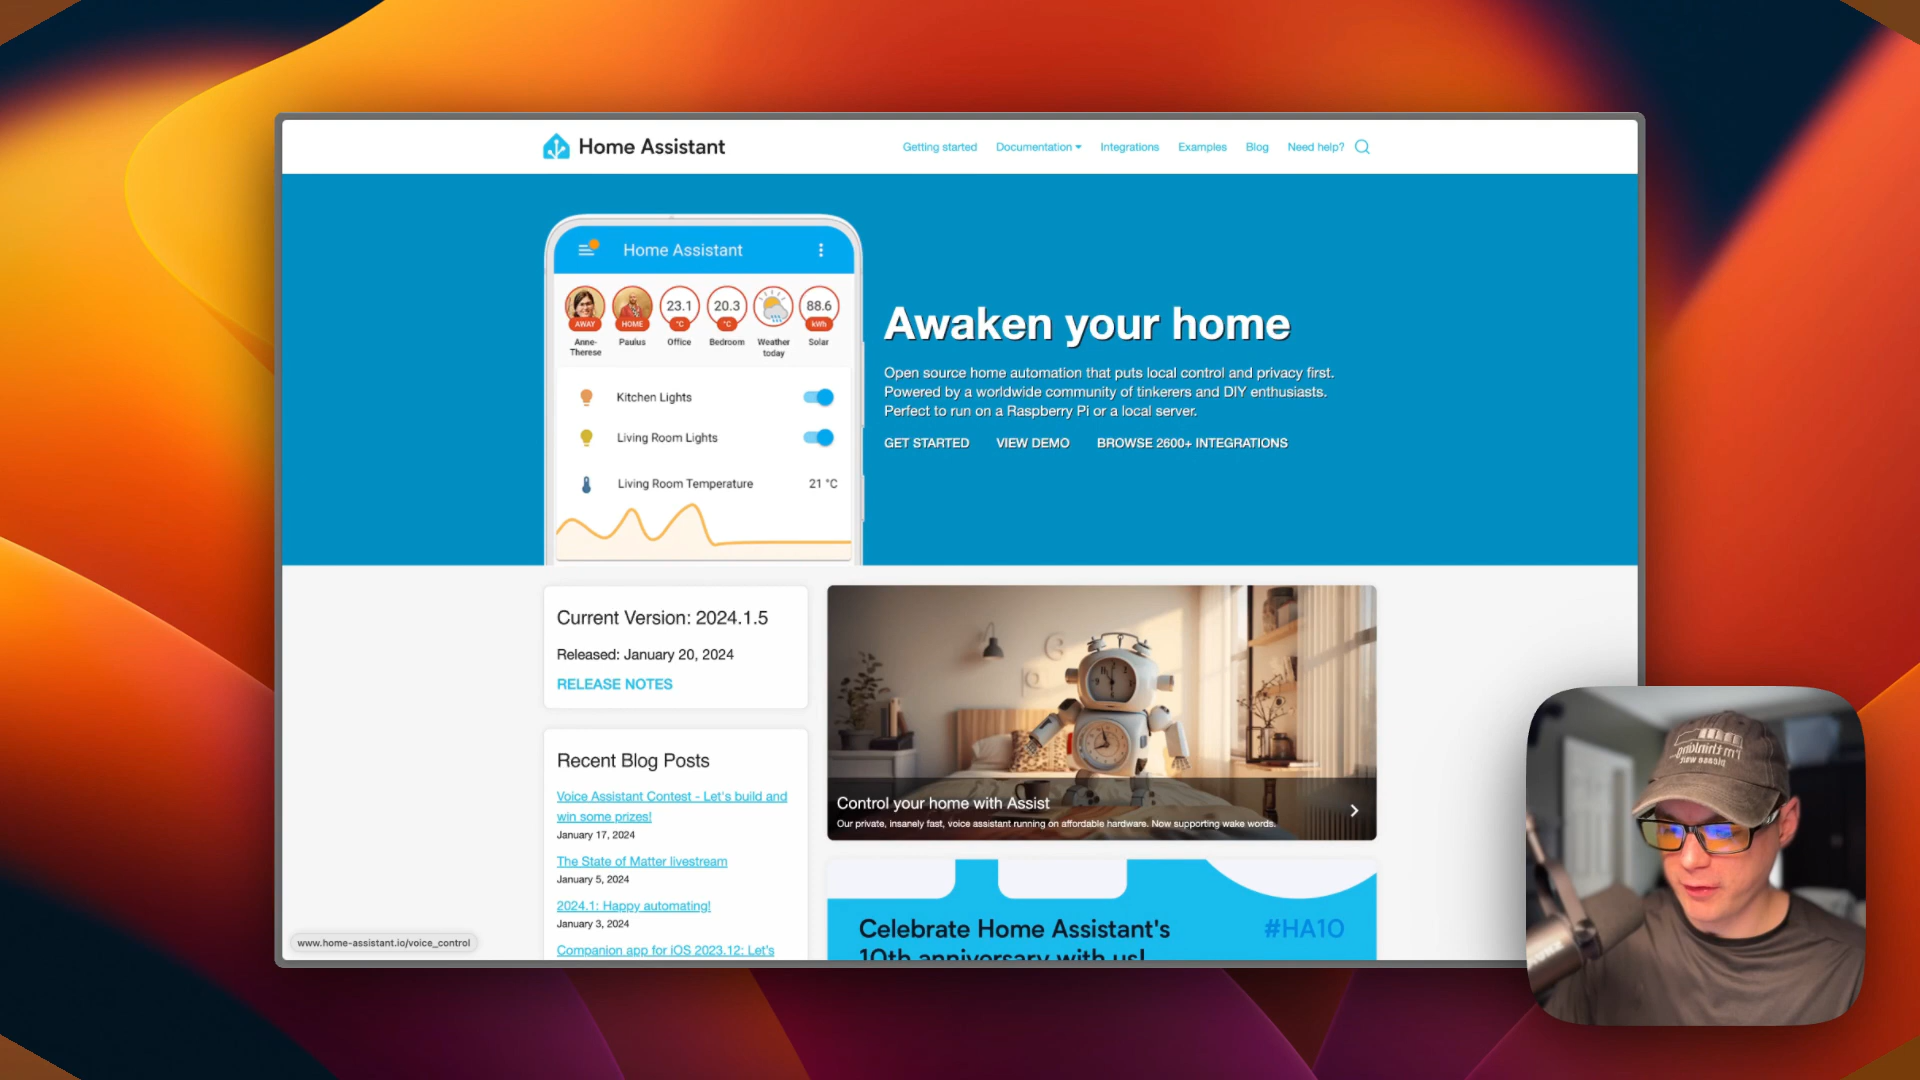 Home Assistant
Getting started Documentation Integrations Examples Blog Need help?
Home Assistant
AWAY HOME 23.1 °C 20.3 °C 88.6 kWh
Anne-Therese Paulus Office Bedroom Weather today Solar
Kitchen Lights
Living Room Lights
Living Room Temperature 21 °C
Awaken your home
Open source home automation that puts local control and privacy first.
Powered by a worldwide community of tinkerers and DIY enthusiasts.
Perfect to run on a Raspberry Pi or a local server.
GET STARTED VIEW DEMO BROWSE 2600+ INTEGRATIONS
Current Version: 2024.1.5
Released: January 20, 2024
RELEASE NOTES
Recent Blog Posts
Voice Assistant Contest - Let's build and
win some prizes!
January 17, 2024
The State of Matter livestream
January 5, 2024
2024.1: Happy automating!
January 3, 2024
Companion app for iOS 2023.12: Let's
Control your home with Assist
Our private, insanely fast, voice assistant running on affordable hardware. Now supporting wake words.
Celebrate Home Assistant's
10th anniversary with us!
#HA10
www.home-assistant.io/voice_control
I'm thinking
please wait